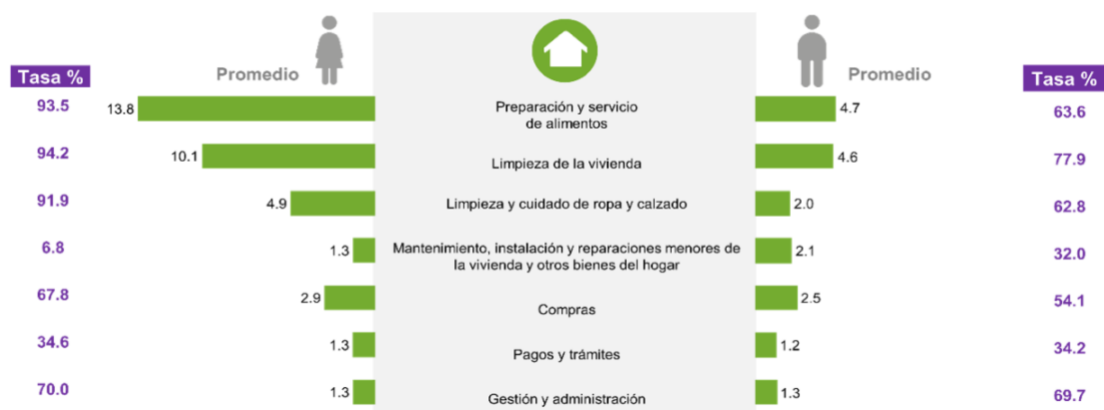 Promedio
Promedio
Tasa %
Tasa %
93.5
13.8
Preparación y servicio
de alimentos
4.7
63.6
94.2
10.1
Limpieza de la vivienda
4.6
77.9
91.9
4.9
Limpieza y cuidado de ropa y calzado
2.0
62.8
6.8
1.3
Mantenimiento, instalación y reparaciones menores de
la vivienda y otros bienes del hogar
2.1
32.0
67.8
2.9
Compras
2.5
54.1
34.6
1.3
Pagos y trámites
1.2
34.2
70.0
1.3
Gestión y administración
1.3
69.7